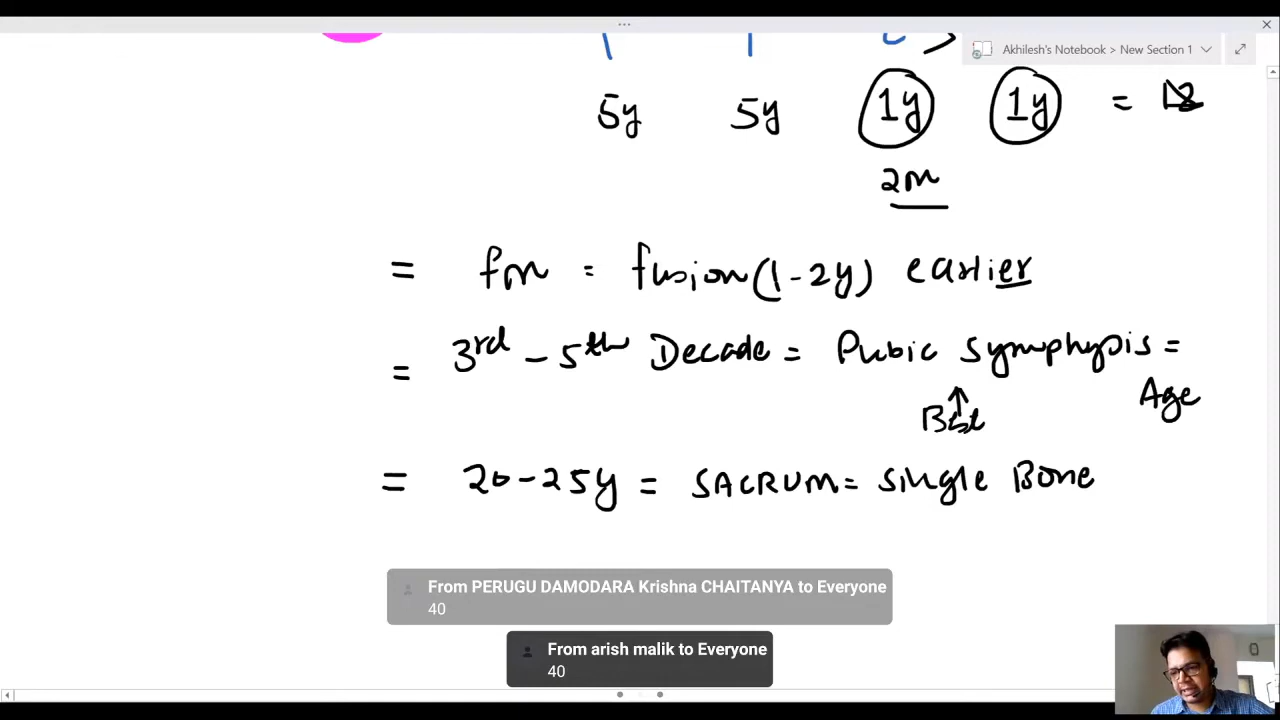 Akhilesh's Notebook > New Section 1
5y 5y 1y 1y =
2m
= fm = fusion (1-2y) earlier
= 3rd - 5th Decade = Pubic symphypis =
Best Age
= 20-25y = SACRUM = single Bone
From PERUGU DAMODARA Krishna CHAITANYA to Everyone
40
From arish malik to Everyone
40